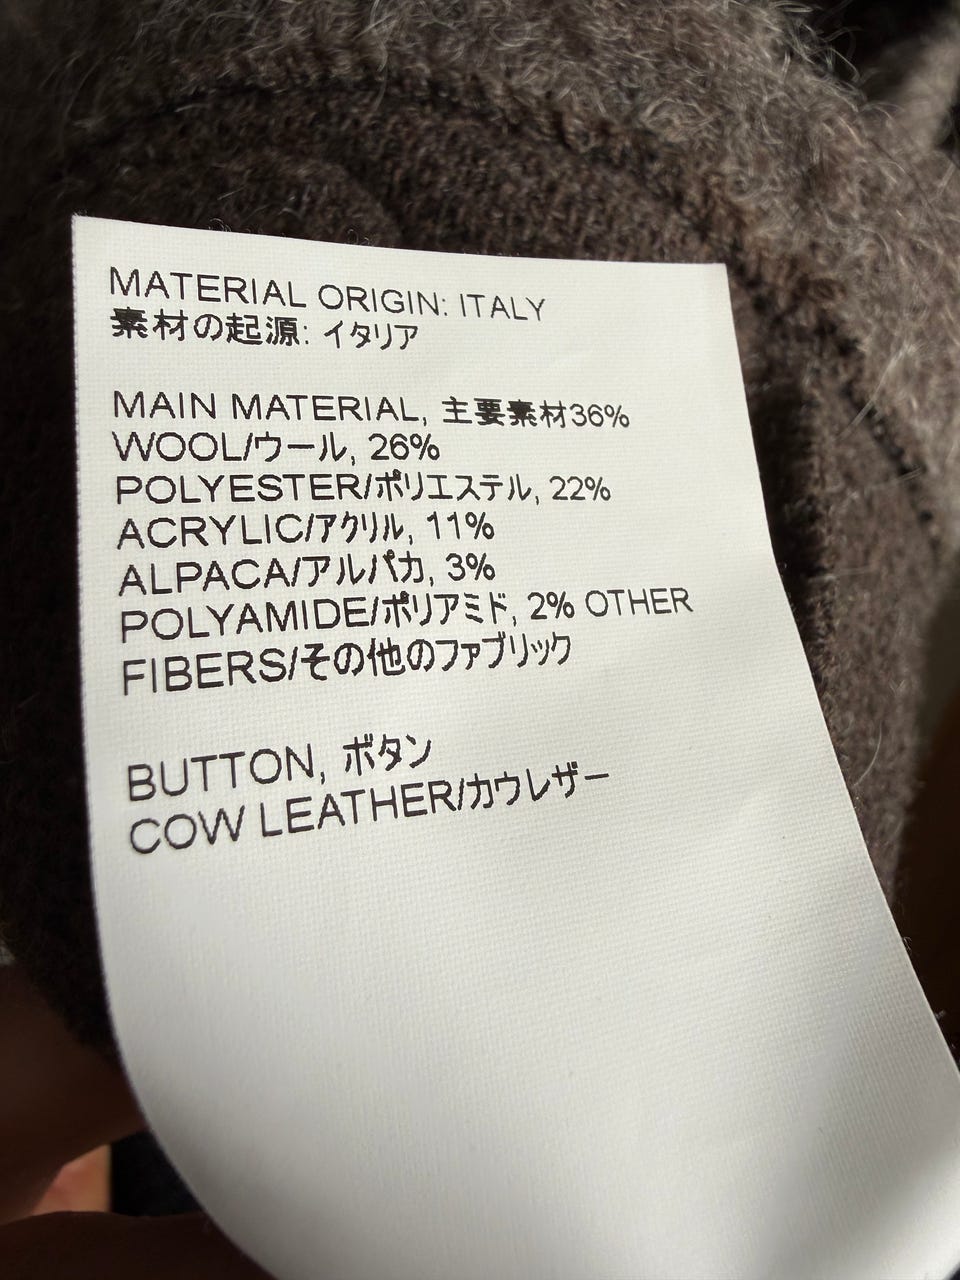 MATERIAL ORIGIN: ITALY
素材の起源: イタリア
MAIN MATERIAL, 主要素材36%
WOOL/ウール, 26%
POLYESTER/ポリエステル, 22%
ACRYLIC/アクリル, 11%
ALPACA/アルパカ, 3%
POLYAMIDE/ポリアミド, 2% OTHER
FIBERS/その他のファブリック
BUTTON, ボタン
COW LEATHER/カウレザー